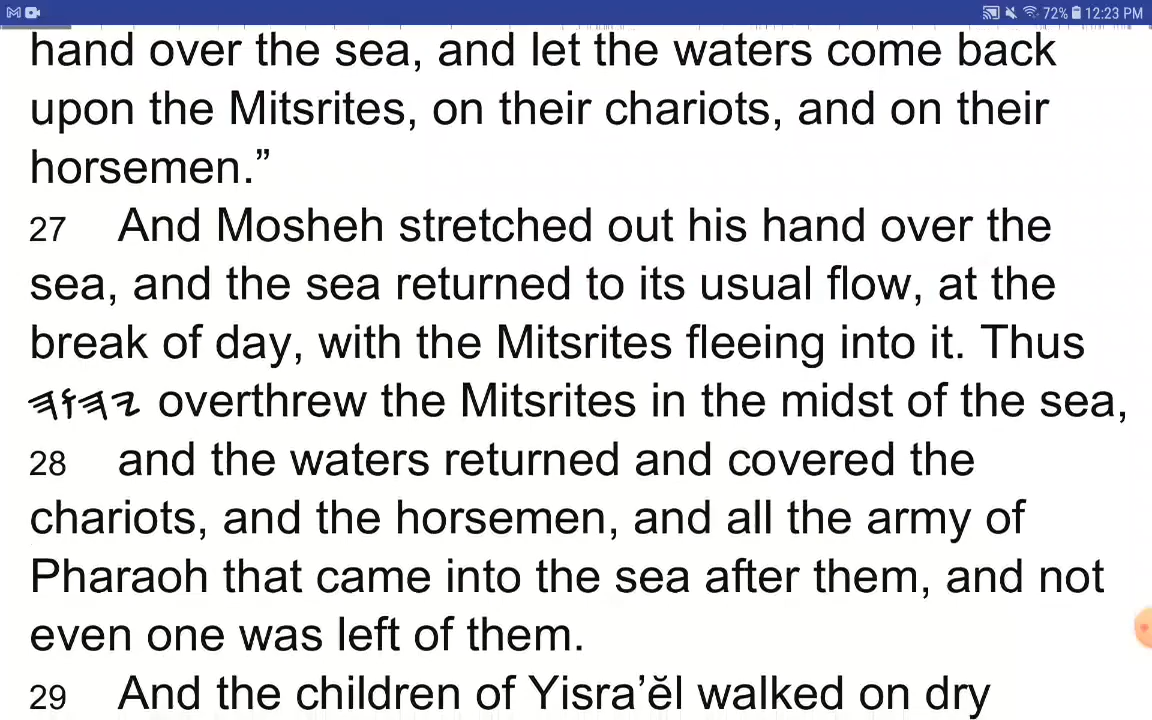 72% 12:23 PM
hand over the sea, and let the waters come back
upon the Mitsrites, on their chariots, and on their
horsemen.”
27 And Mosheh stretched out his hand over the
sea, and the sea returned to its usual flow, at the
break of day, with the Mitsrites fleeing into it. Thus
𐤄𐤅𐤄𐤉 overthrew the Mitsrites in the midst of the sea,
28 and the waters returned and covered the
chariots, and the horsemen, and all the army of
Pharaoh that came into the sea after them, and not
even one was left of them.
29 And the children of Yisra’ĕl walked on dry